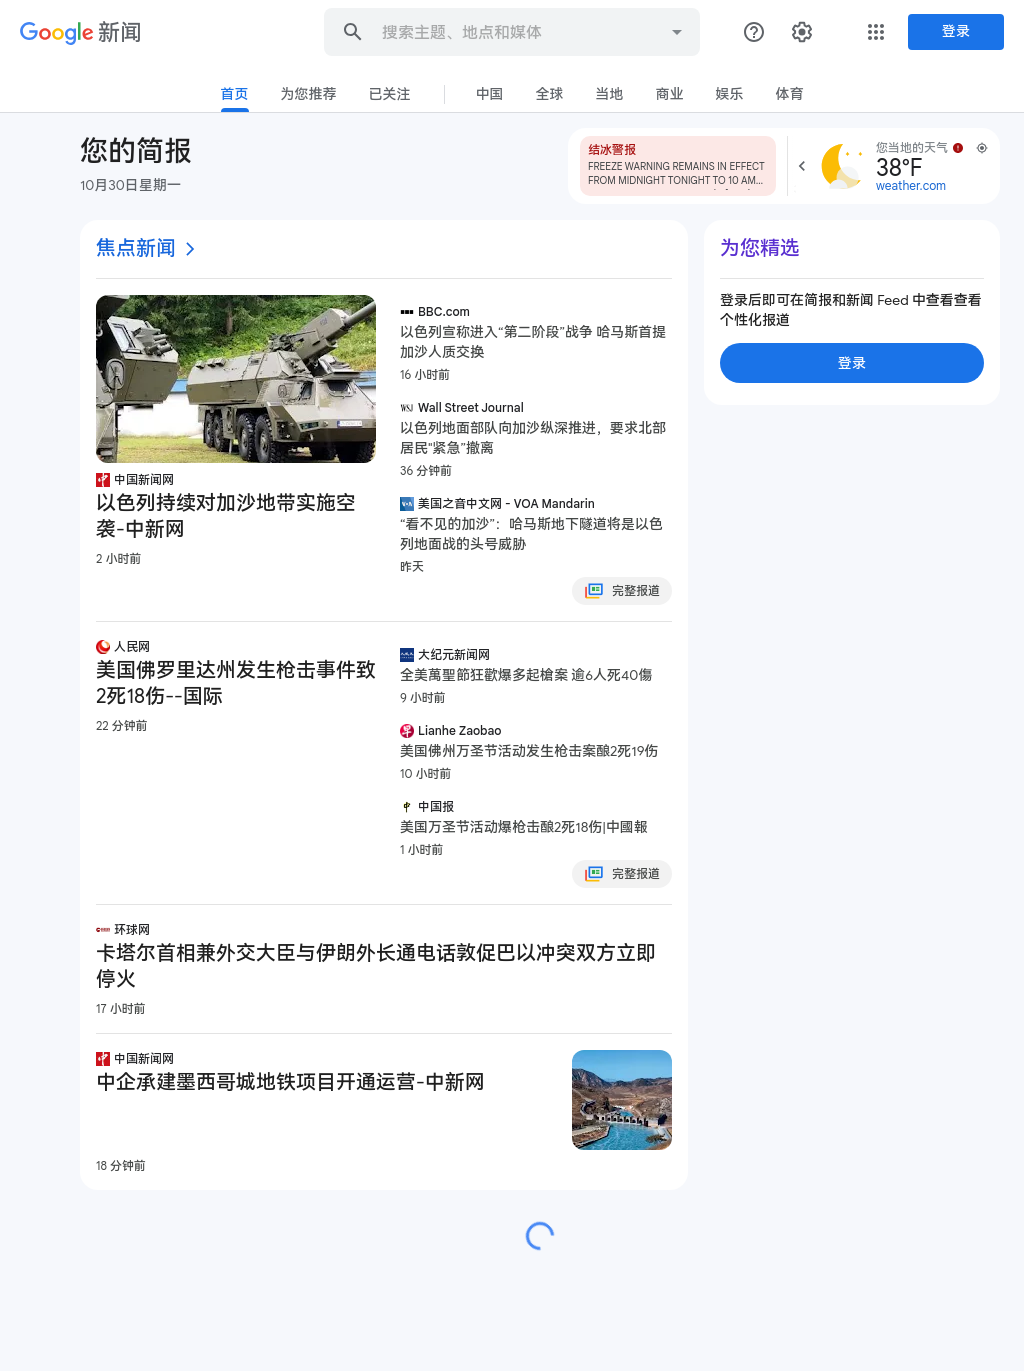 Google 新闻
搜索主题、地点和媒体
登录
首页
为您推荐
已关注
中国
全球
当地
商业
娱乐
体育
您的简报
10月30日星期一
结冰警报
FREEZE WARNING REMAINS IN EFFECT
FROM MIDNIGHT TONIGHT TO 10 AM...
您当地的天气
38°F
weather.com
焦点新闻
中国新闻网
以色列持续对加沙地带实施空
袭-中新网
2 小时前
BBC.com
以色列宣称进入“第二阶段”战争 哈马斯首提
加沙人质交换
16 小时前
WSJ Wall Street Journal
以色列地面部队向加沙纵深推进，要求北部
居民"紧急"撤离
36 分钟前
美国之音中文网 - VOA Mandarin
“看不见的加沙”：哈马斯地下隧道将是以色
列地面战的头号威胁
昨天
完整报道
人民网
美国佛罗里达州发生枪击事件致
2死18伤--国际
22 分钟前
大纪元新闻网
全美萬聖節狂歡爆多起槍案 逾6人死40傷
9 小时前
早 Lianhe Zaobao
美国佛州万圣节活动发生枪击案酿2死19伤
10 小时前
中国报
美国万圣节活动爆枪击酿2死18伤|中國報
1 小时前
完整报道
环球网
卡塔尔首相兼外交大臣与伊朗外长通电话敦促巴以冲突双方立即
停火
17 小时前
中国新闻网
中企承建墨西哥城地铁项目开通运营-中新网
18 分钟前
为您精选
登录后即可在简报和新闻 Feed 中查看查看
个性化报道
登录